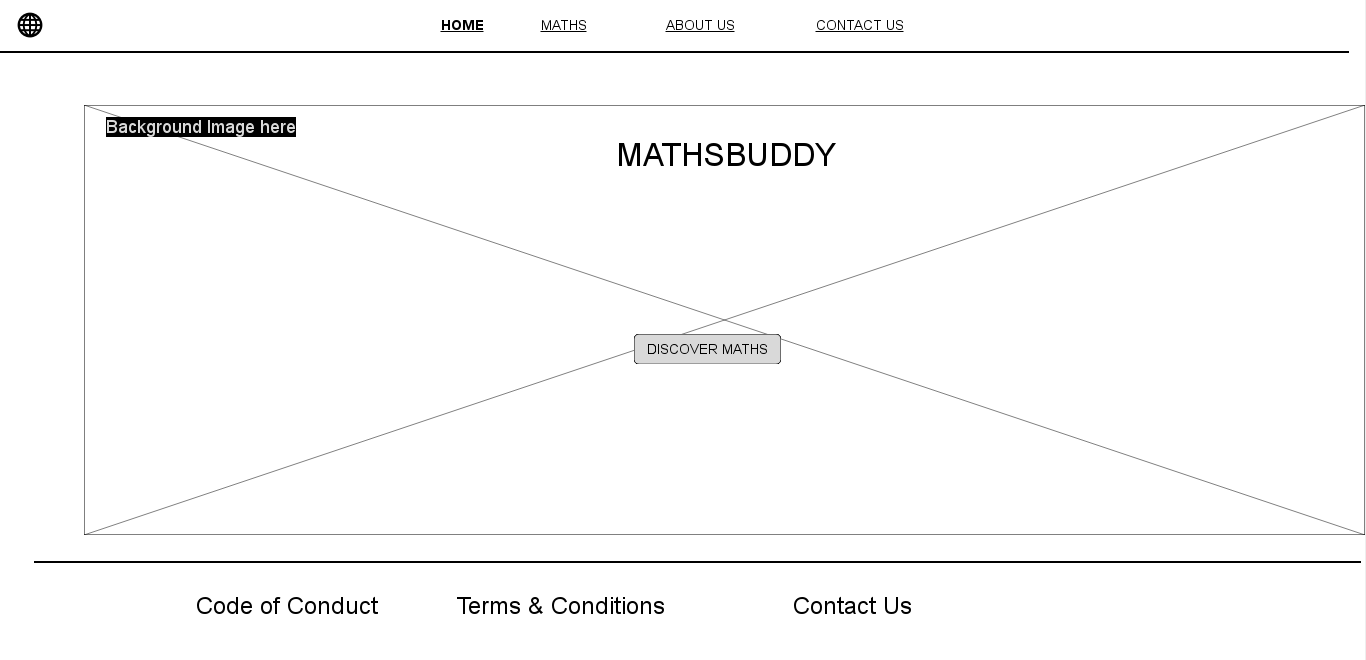 HOME MATHS ABOUT US CONTACT US
Background Image here
MATHSBUDDY
DISCOVER MATHS
Code of Conduct Terms & Conditions Contact Us